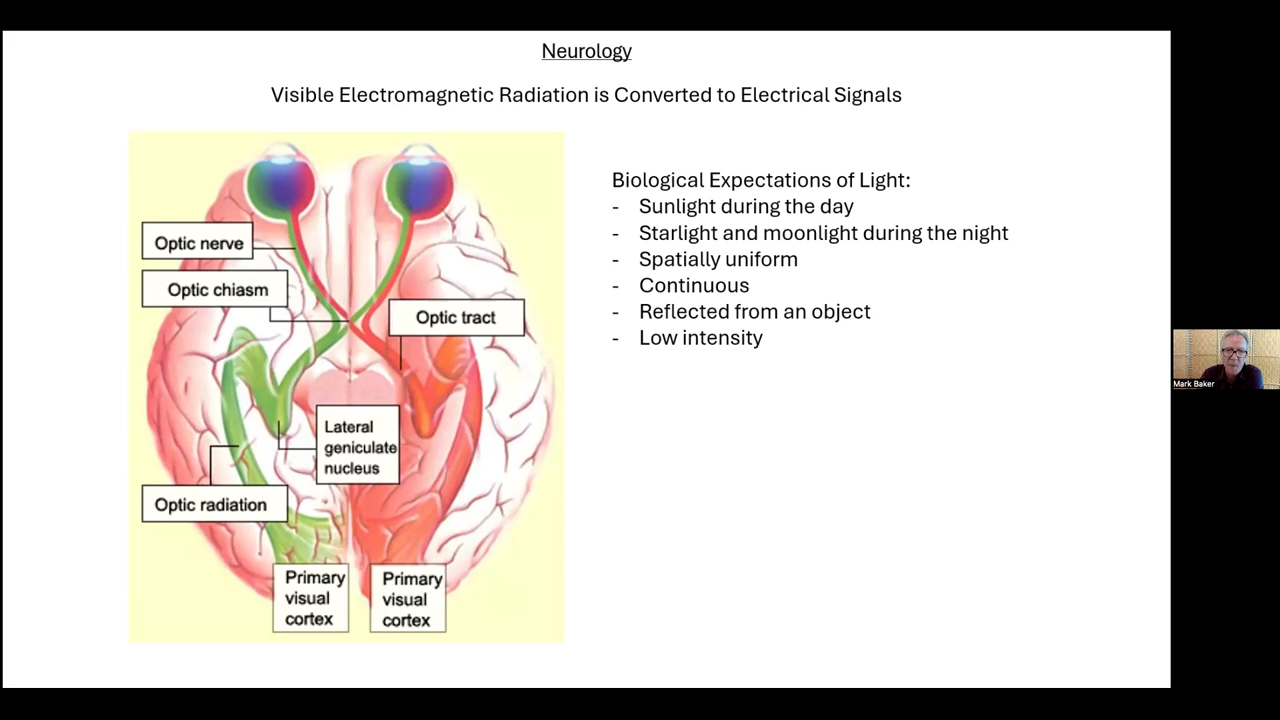 Neurology
Visible Electromagnetic Radiation is Converted to Electrical Signals
Optic nerve
Optic chiasm
Optic tract
Lateral
geniculate
nucleus
Optic radiation
Primary
visual
cortex
Primary
visual
cortex
Biological Expectations of Light:
- Sunlight during the day
- Starlight and moonlight during the night
- Spatially uniform
- Continuous
- Reflected from an object
- Low intensity
Mark Baker